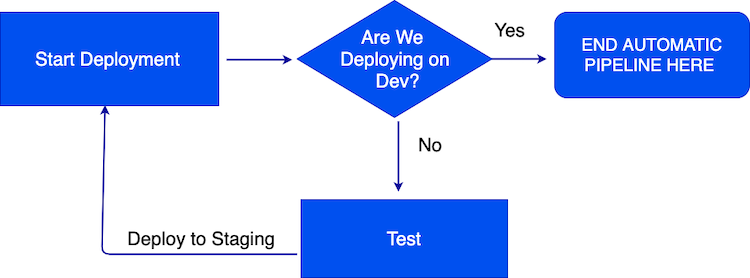 Start Deployment
Are We
Deploying on
Dev?
Yes
END AUTOMATIC
PIPELINE HERE
No
Deploy to Staging
Test